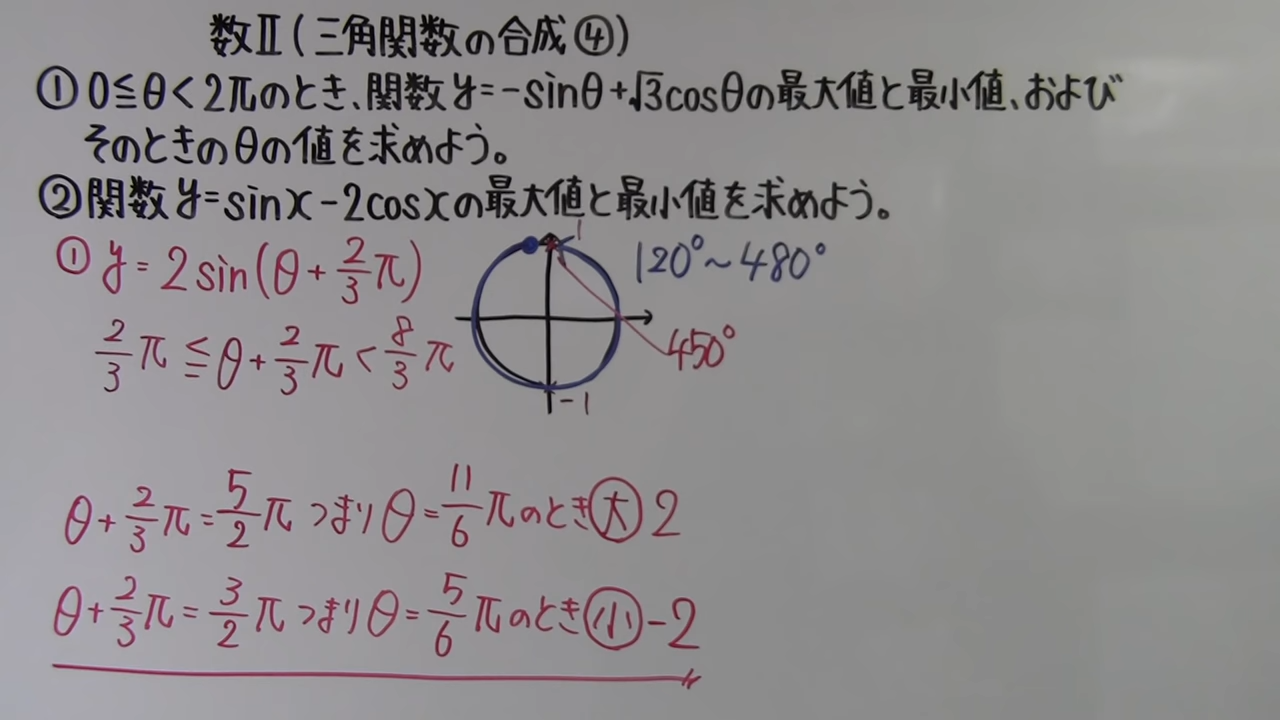 数Ⅱ(三角関数の合成④)
①0≦θ<2πのとき、関数y=-sinθ+√3cosθの最大値と最小値、および
そのときのθの値を求めよう。
②関数y=sinx-2cosxの最大値と最小値を求めよう。
① y=2sin(θ+2/3π)
1
120°~480°
2/3π≦θ+2/3π<8/3π
450°
-1
θ+2/3π=5/2π つまりθ=11/6πのとき大 2
θ+2/3π=3/2π つまりθ=5/6πのとき小 -2